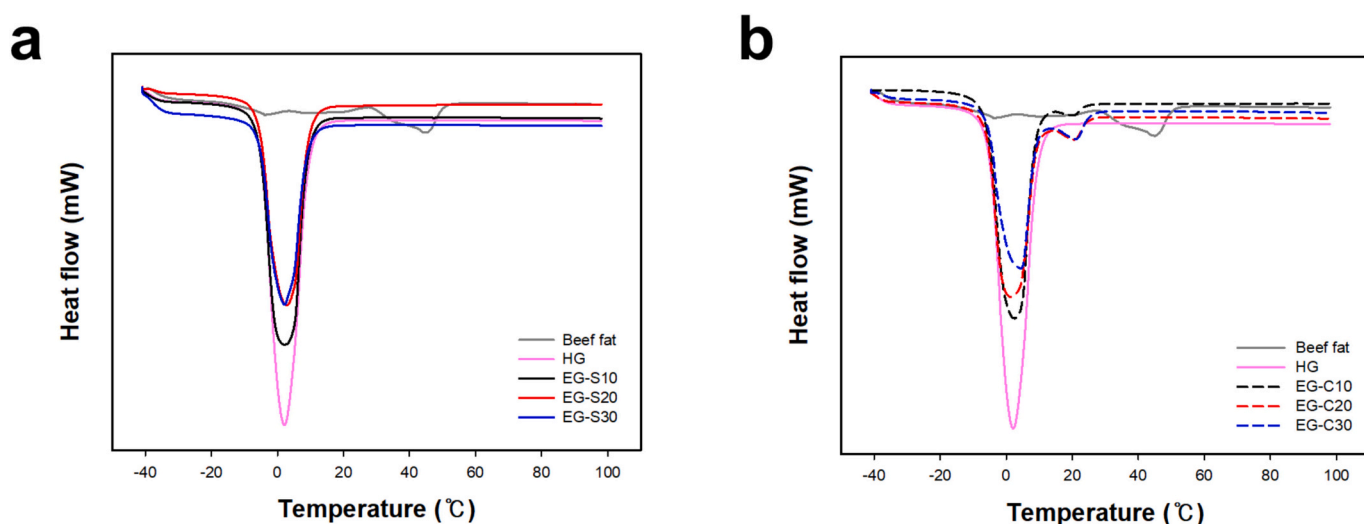 a
Heat flow (mW)
Beef fat
HG
EG-S10
EG-S20
EG-S30
-40 -20 0 20 40 60 80 100
Temperature (℃)
b
Heat flow (mW)
Beef fat
HG
EG-C10
EG-C20
EG-C30
-40 -20 0 20 40 60 80 100
Temperature (℃)